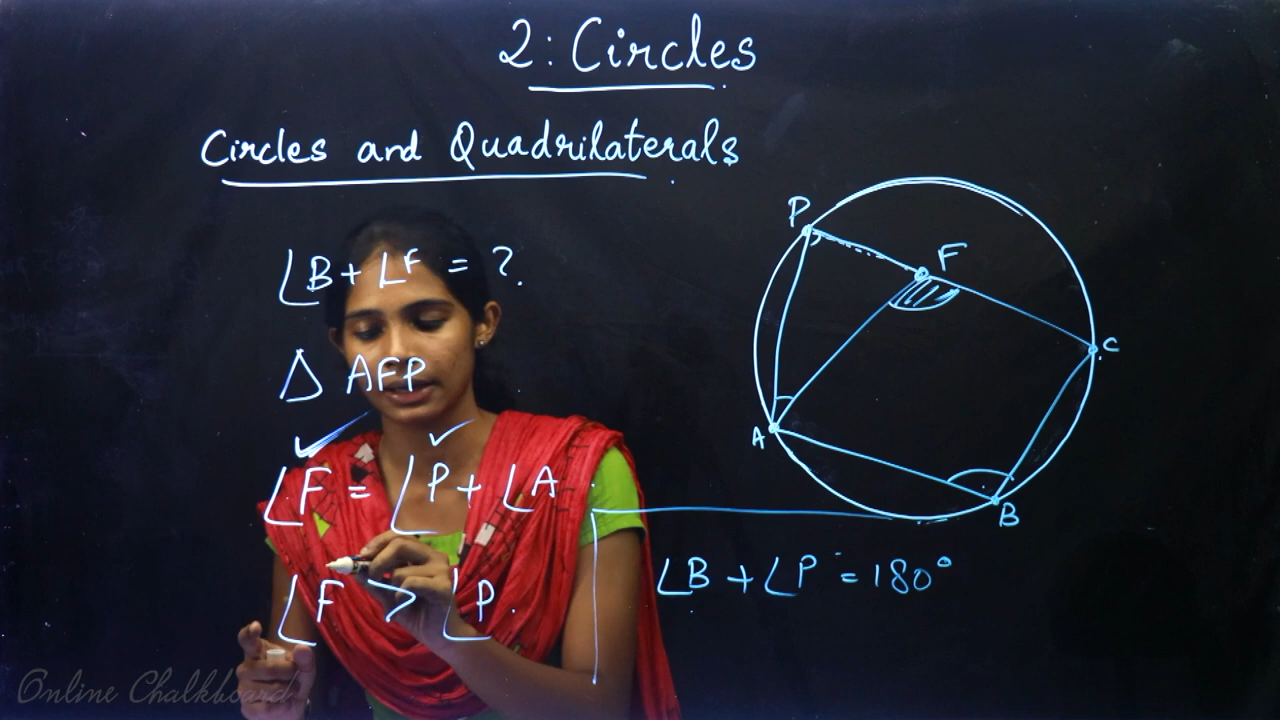 2: Circles
Circles and Quadrilaterals
∠B + ∠F = ?
Δ AFP
∠F = ∠P + ∠A.
∠F > ∠P.
P
F
C
A
B
∠B + ∠P = 180°
Online Chalkboard